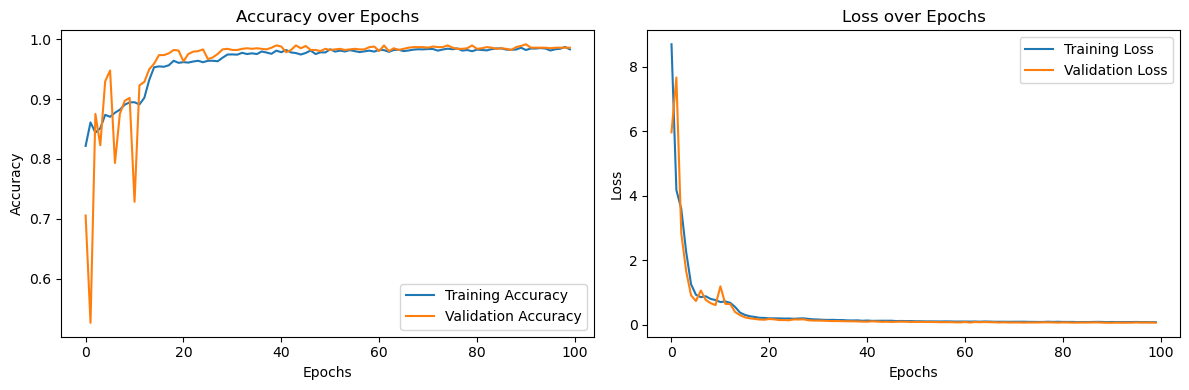 Accuracy over Epochs
1.0
0.9
0.8
0.7
0.6
Accuracy
0
20
40
60
80
100
Epochs
Training Accuracy
Validation Accuracy
Loss over Epochs
8
6
4
2
0
Loss
0
20
40
60
80
100
Epochs
Training Loss
Validation Loss